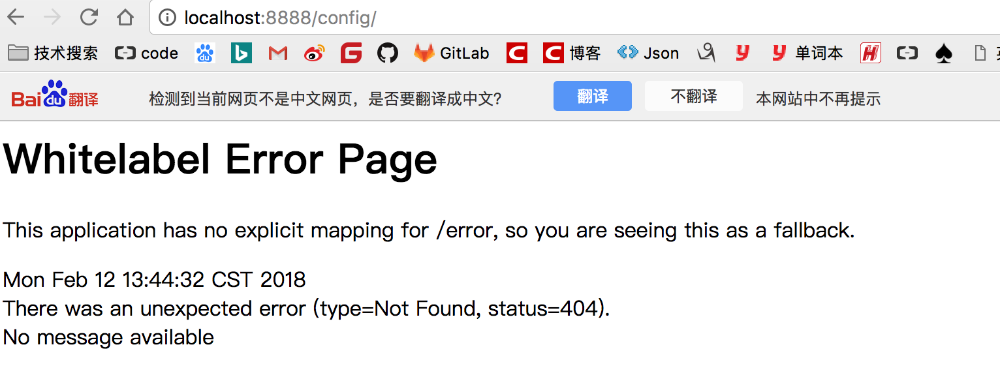 localhost:8888/config/
技术搜索 code du b GitLab C C 博客 Json y y 单词本 H
Bai du 翻译 检测到当前网页不是中文网页，是否要翻译成中文？ 翻译 不翻译 本网站中不再提示
Whitelabel Error Page
This application has no explicit mapping for /error, so you are seeing this as a fallback.
Mon Feb 12 13:44:32 CST 2018
There was an unexpected error (type=Not Found, status=404).
No message available